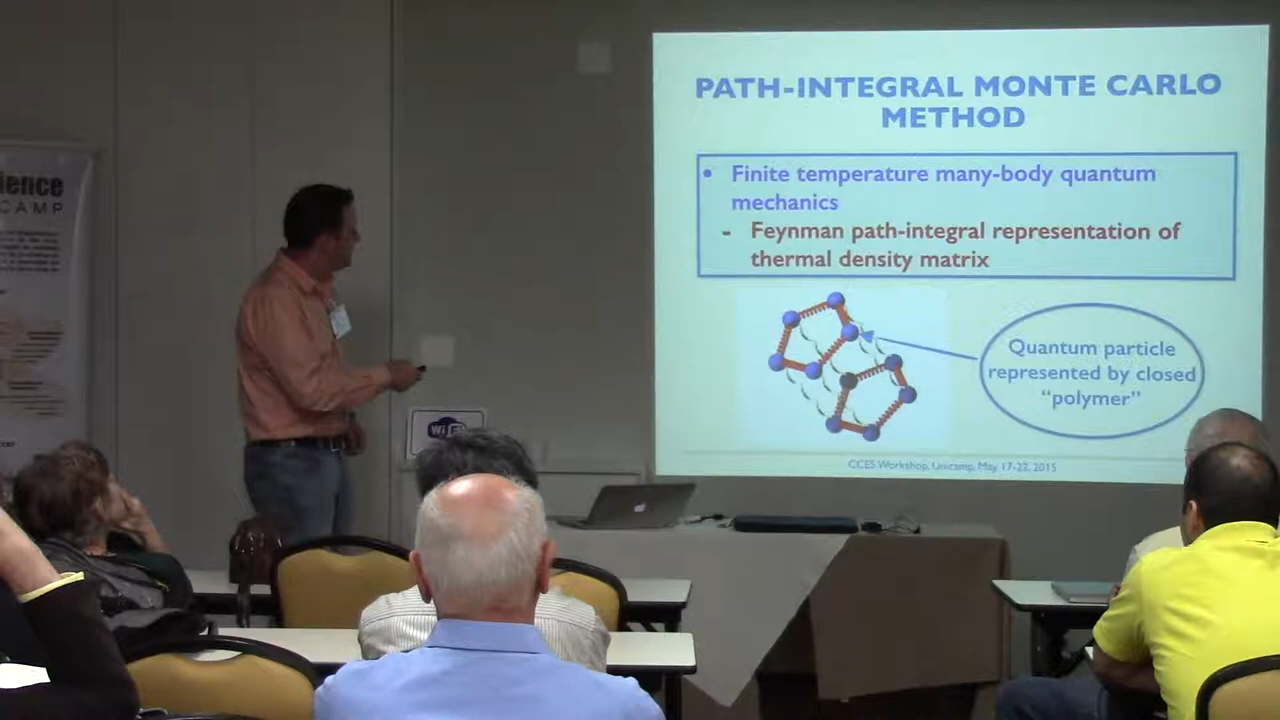 PATH-INTEGRAL MONTE CARLO
METHOD
• Finite temperature many-body quantum
mechanics
- Feynman path-integral representation of
thermal density matrix
Quantum particle
represented by closed
“polymer”
CCES Workshop, Unicamp, May 17-22, 2015
ience
CAMP
Wi